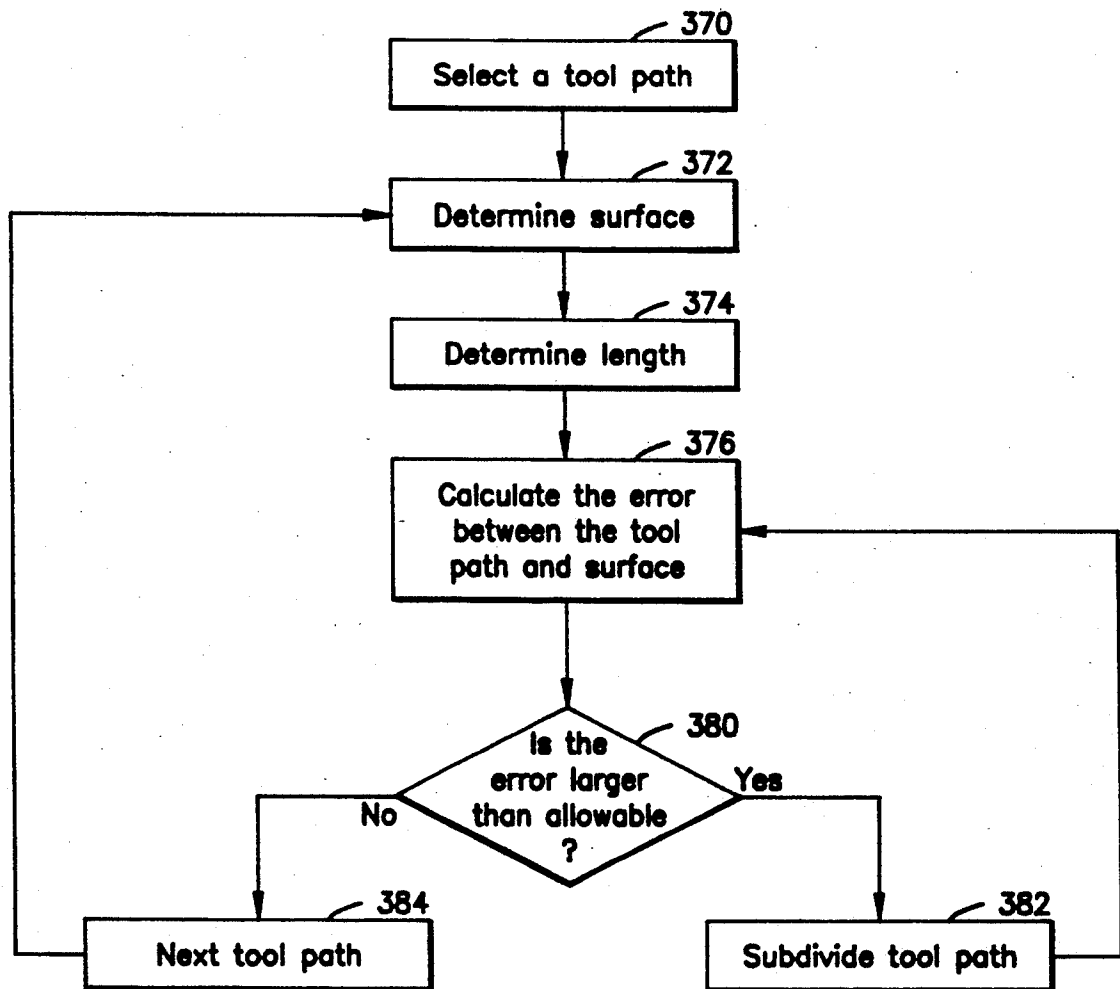 370
Select a tool path
372
Determine surface
374
Determine length
376
Calculate the error
between the tool
path and surface
380
Is the
error larger
than allowable
?
No
Yes
384
Next tool path
382
Subdivide tool path